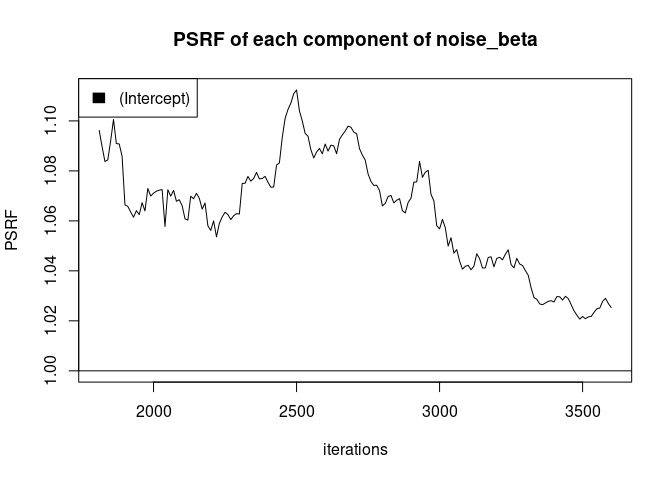 PSRF of each component of noise_beta
(Intercept)
PSRF
1.10
1.08
1.06
1.04
1.02
1.00
2000 2500 3000 3500
iterations